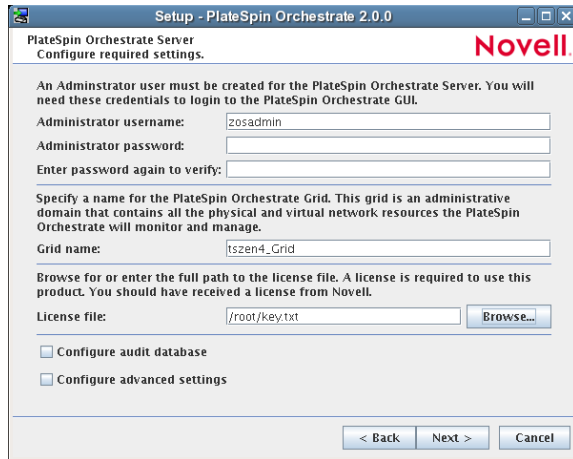 Setup - PlateSpin Orchestrate 2.0.0
PlateSpin Orchestrate Server
Configure required settings.
Novell.
An Adminstrator user must be created for the PlateSpin Orchestrate Server. You will
need these credentials to login to the PlateSpin Orchestrate GUI.
Administrator username: zosadmin
Administrator password:
Enter password again to verify:
Specify a name for the PlateSpin Orchestrate Grid. This grid is an administrative
domain that contains all the physical and virtual network resources the PlateSpin
Orchestrate will monitor and manage.
Grid name: tszen4_Grid
Browse for or enter the full path to the license file. A license is required to use this
product. You should have received a license from Novell.
License file: /root/key.txt Browse...
Configure audit database
Configure advanced settings
< Back Next > Cancel